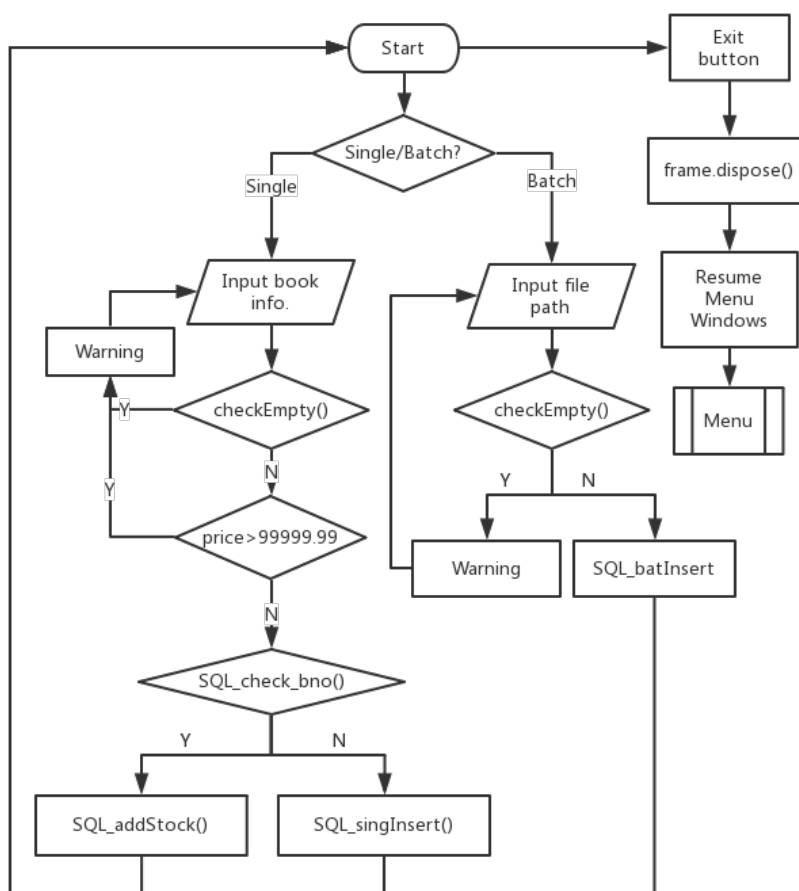 Start
Exit
button
Single/Batch?
frame.dispose()
Single
Batch
Input book
info.
Input file
path
Resume
Menu
Windows
Warning
checkEmpty()
Y
checkEmpty()
Menu
N
Y
Y
N
price>99999.99
Warning
SQL_batInsert
N
SQL_check_bno()
Y
N
SQL_addStock()
SQL_singInsert()